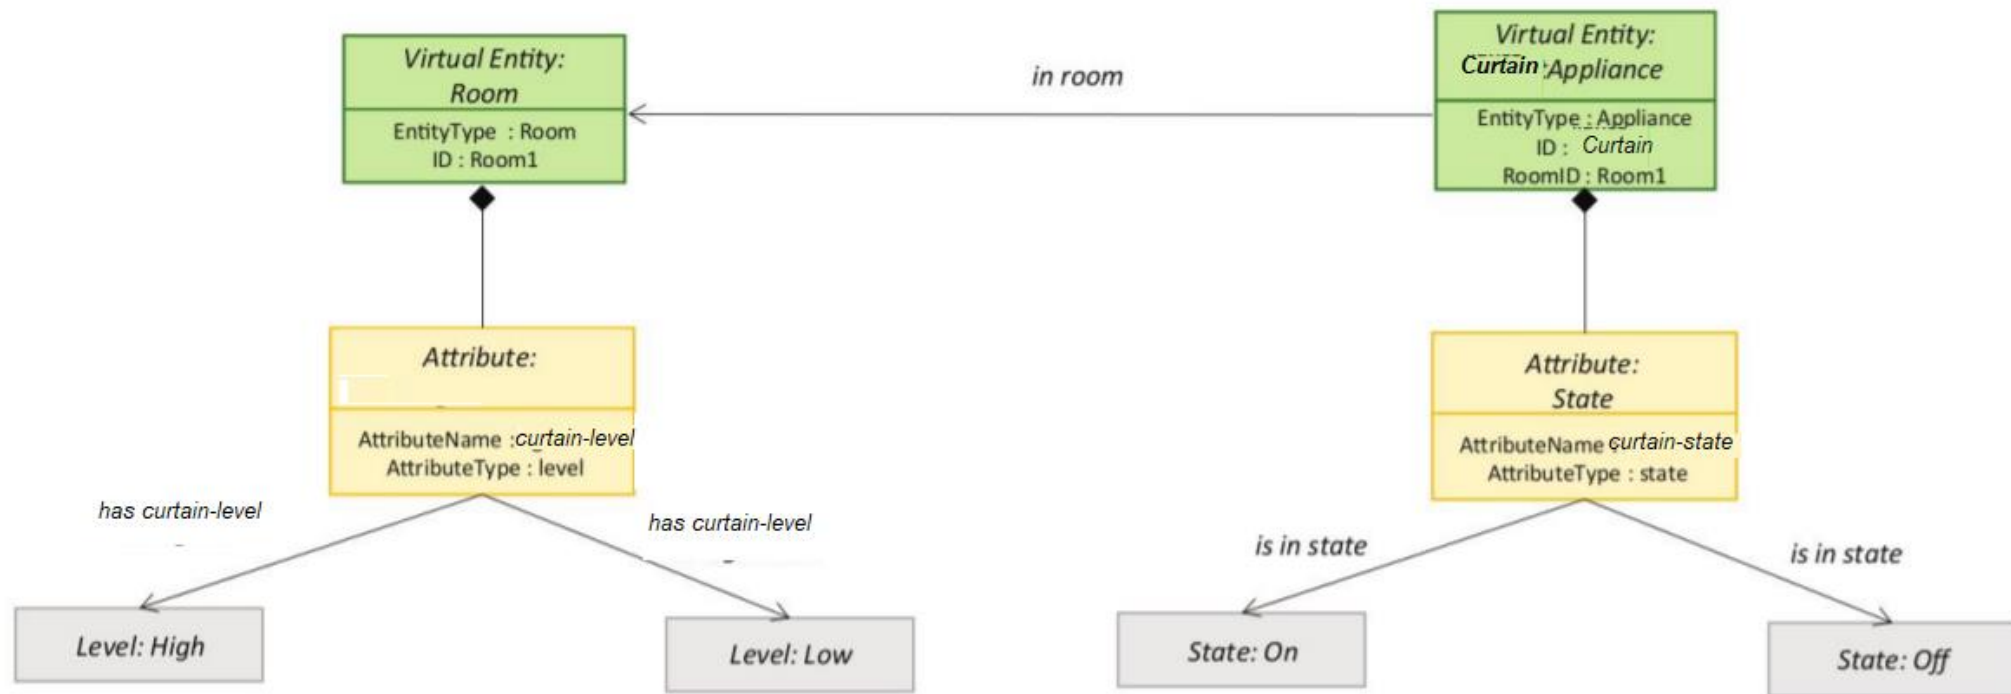 Virtual Entity:
Room
EntityType : Room
ID : Room1
in room
Virtual Entity:
Curtain :Appliance
EntityType : Appliance
ID : Curtain
RoomID : Room1
Attribute:
AttributeName :curtain-level
AttributeType : level
Attribute:
State
AttributeName : curtain-state
AttributeType : state
has curtain-level
has curtain-level
is in state
is in state
Level: High
Level: Low
State: On
State: Off